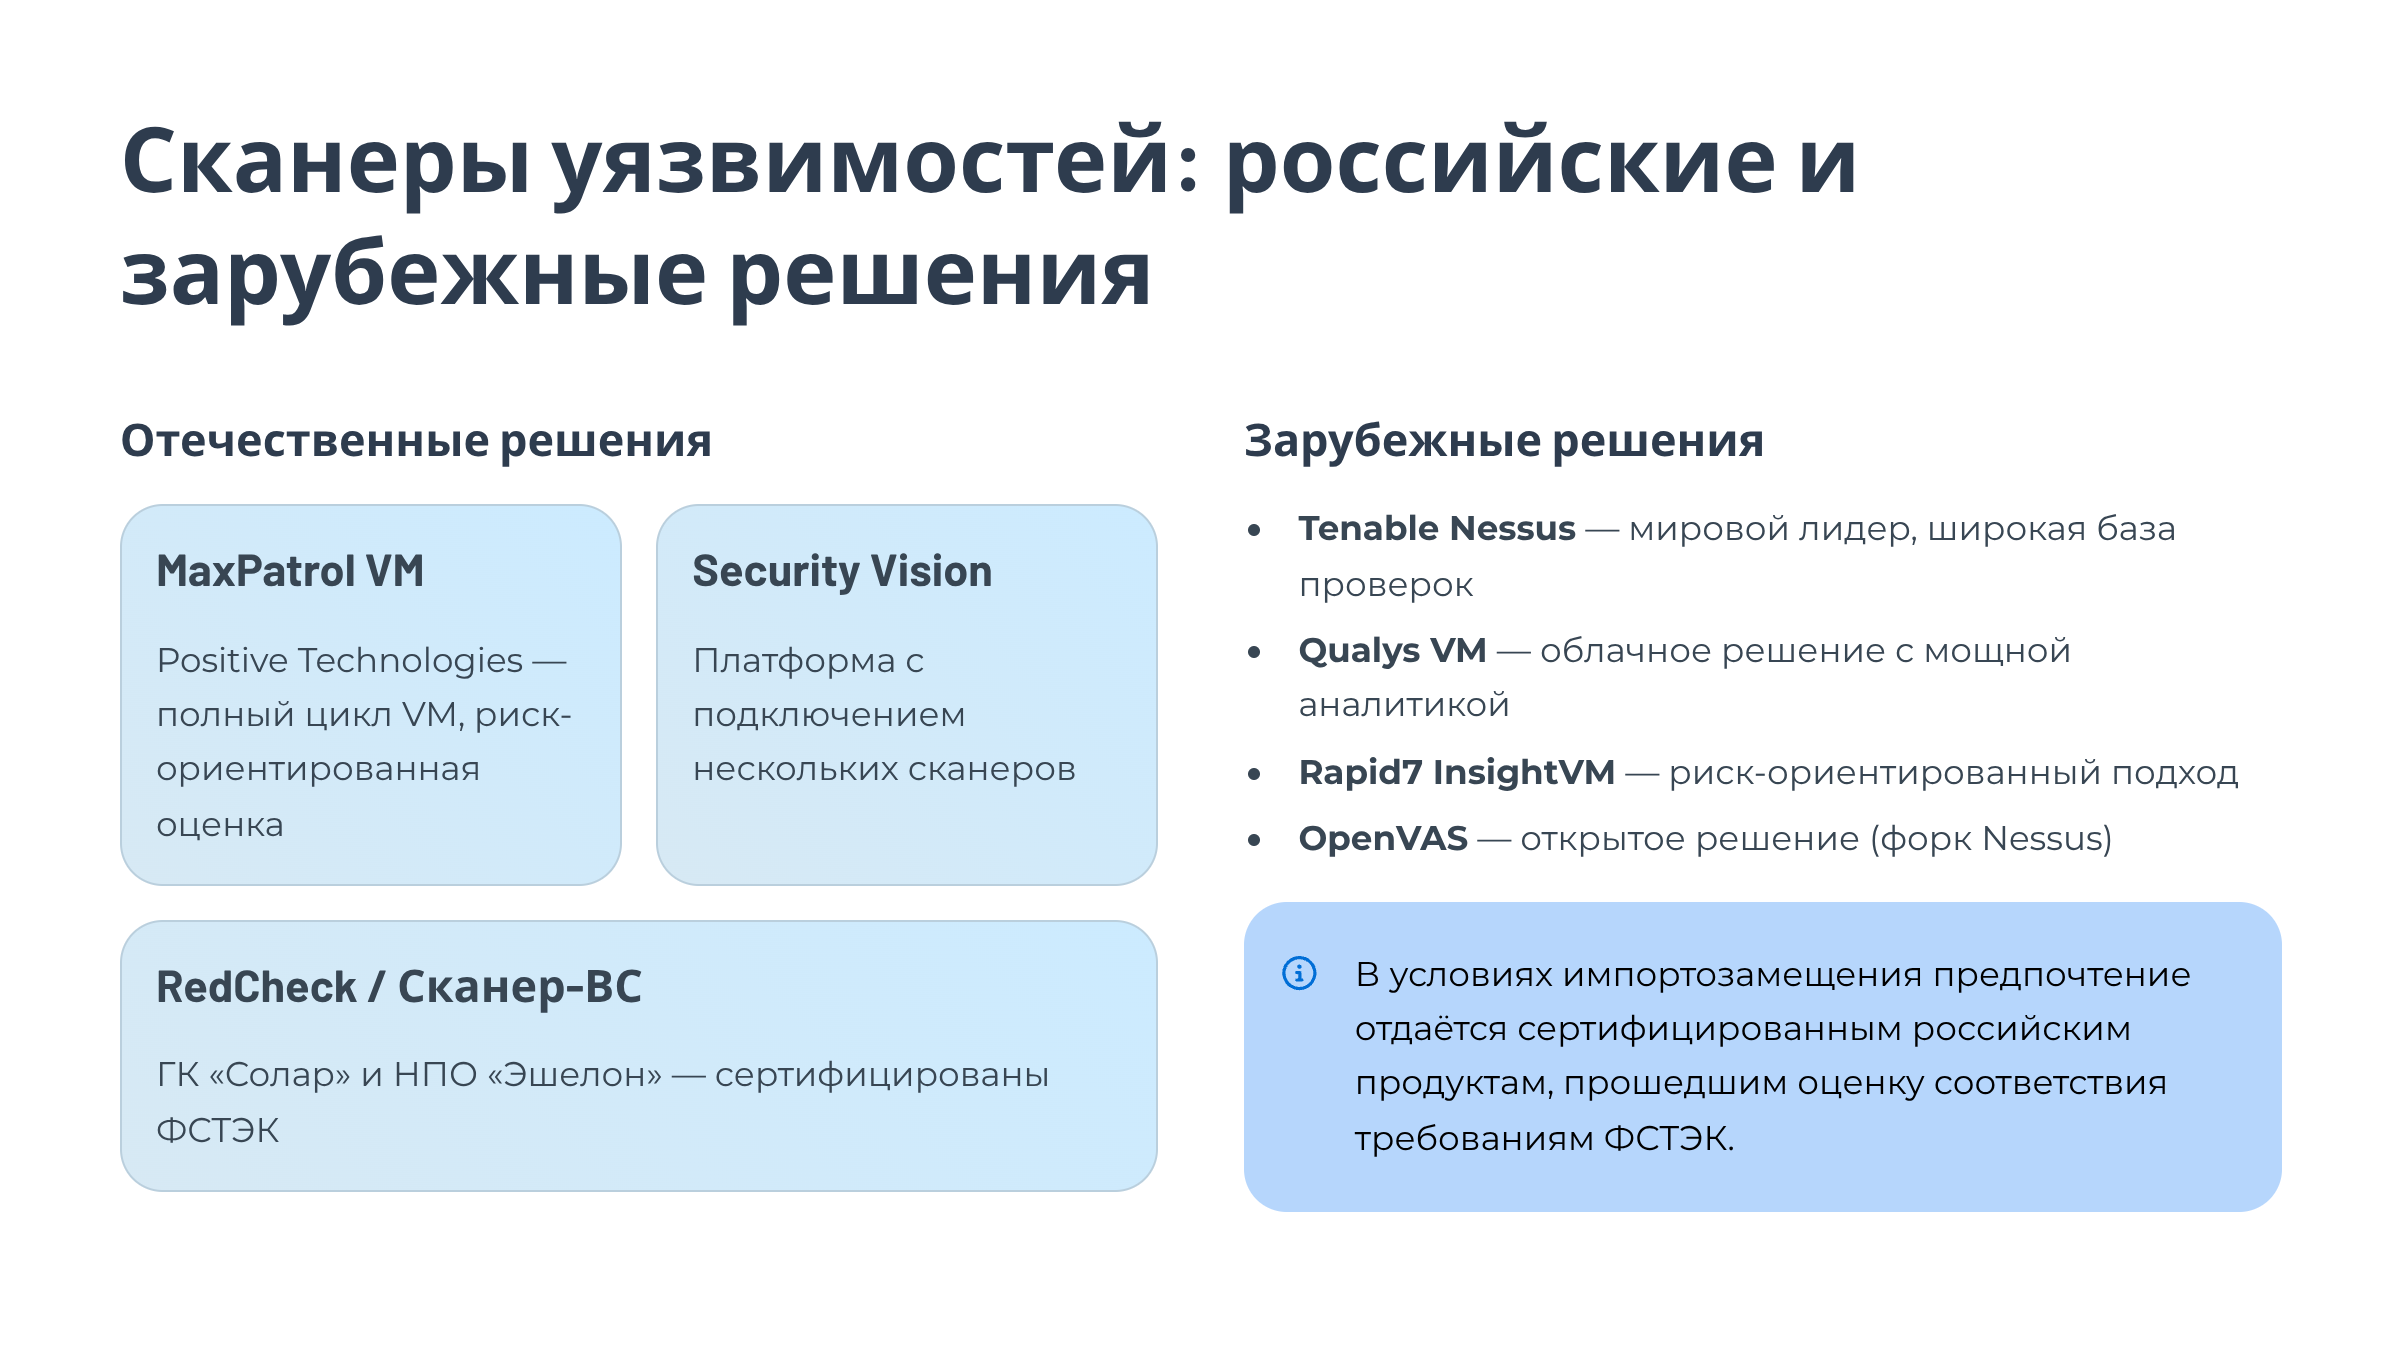 Сканеры уязвимостей: российские и
зарубежные решения
Отечественные решения
MaxPatrol VM
Positive Technologies —
полный цикл VM, риск-
ориентированная
оценка
Security Vision
Платформа с
подключением
нескольких сканеров
RedCheck / Сканер-ВС
ГК «Солар» и НПО «Эшелон» — сертифицированы
ФСТЭК
Зарубежные решения
• Tenable Nessus — мировой лидер, широкая база
проверок
• Qualys VM — облачное решение с мощной
аналитикой
• Rapid7 InsightVM — риск-ориентированный подход
• OpenVAS — открытое решение (форк Nessus)
В условиях импортозамещения предпочтение
отдаётся сертифицированным российским
продуктам, прошедшим оценку соответствия
требованиям ФСТЭК.